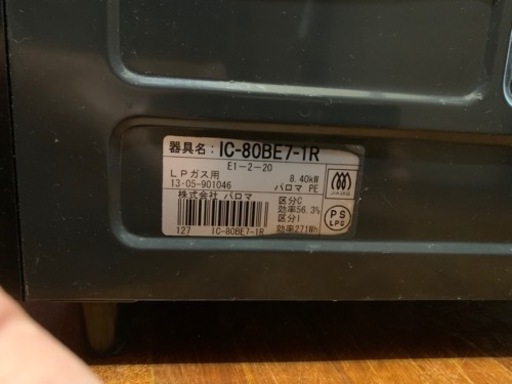 器具名：IC-80BE7-1R
E1-2-20
LPガス用 8.40kW
13-05-901046 パロマ PE
株式会社 パロマ 区分C
効率56.3%
区分I
127 IC-80BE7-1R 効率271Wh
PS
LPG